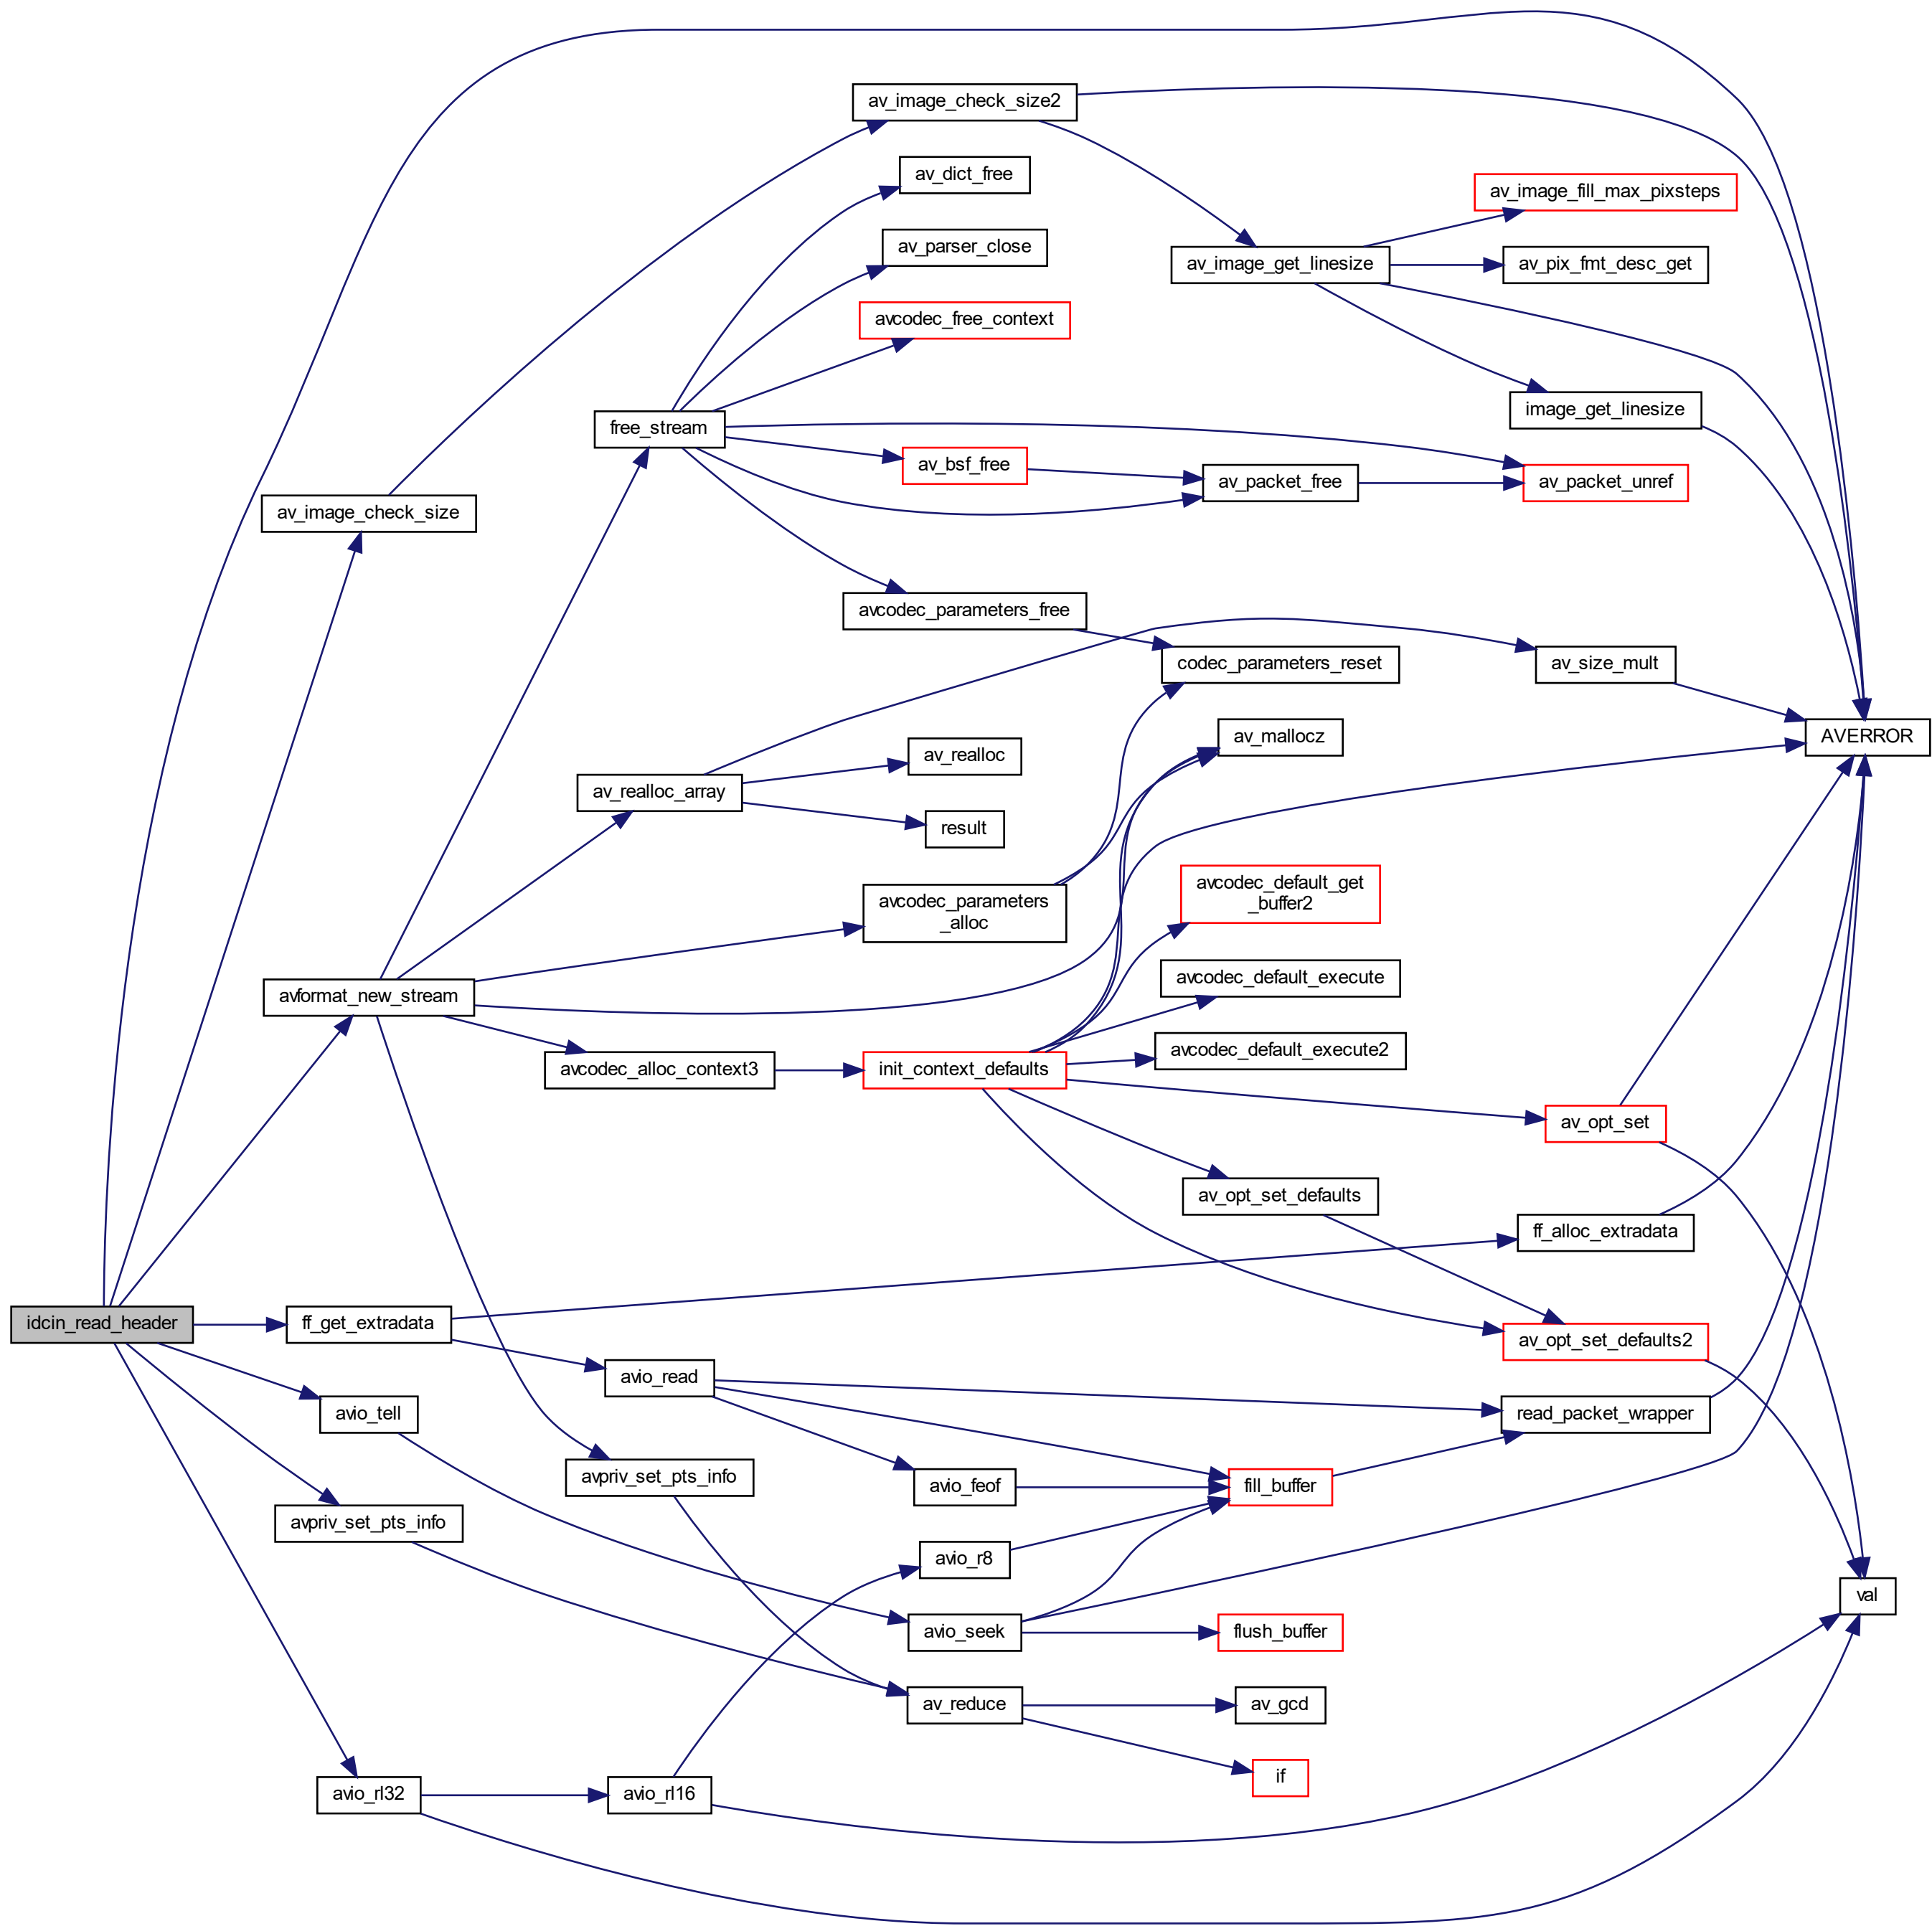 av_image_check_size2
av_dict_free
av_image_fill_max_pixsteps
av_parser_close
av_image_get_linesize
av_pix_fmt_desc_get
avcodec_free_context
image_get_linesize
free_stream
av_bsf_free
av_packet_free
av_packet_unref
av_image_check_size
avcodec_parameters_free
codec_parameters_reset
av_size_mult
av_mallocz
AVERROR
av_realloc
av_realloc_array
result
avcodec_default_get
_buffer2
avcodec_parameters
_alloc
avcodec_default_execute
avformat_new_stream
avcodec_default_execute2
avcodec_alloc_context3
init_context_defaults
av_opt_set
av_opt_set_defaults
ff_alloc_extradata
idcin_read_header
ff_get_extradata
av_opt_set_defaults2
avio_read
avio_tell
read_packet_wrapper
avpriv_set_pts_info
avio_feof
fill_buffer
avpriv_set_pts_info
avio_r8
val
avio_seek
flush_buffer
av_reduce
av_gcd
if
avio_rl32
avio_rl16